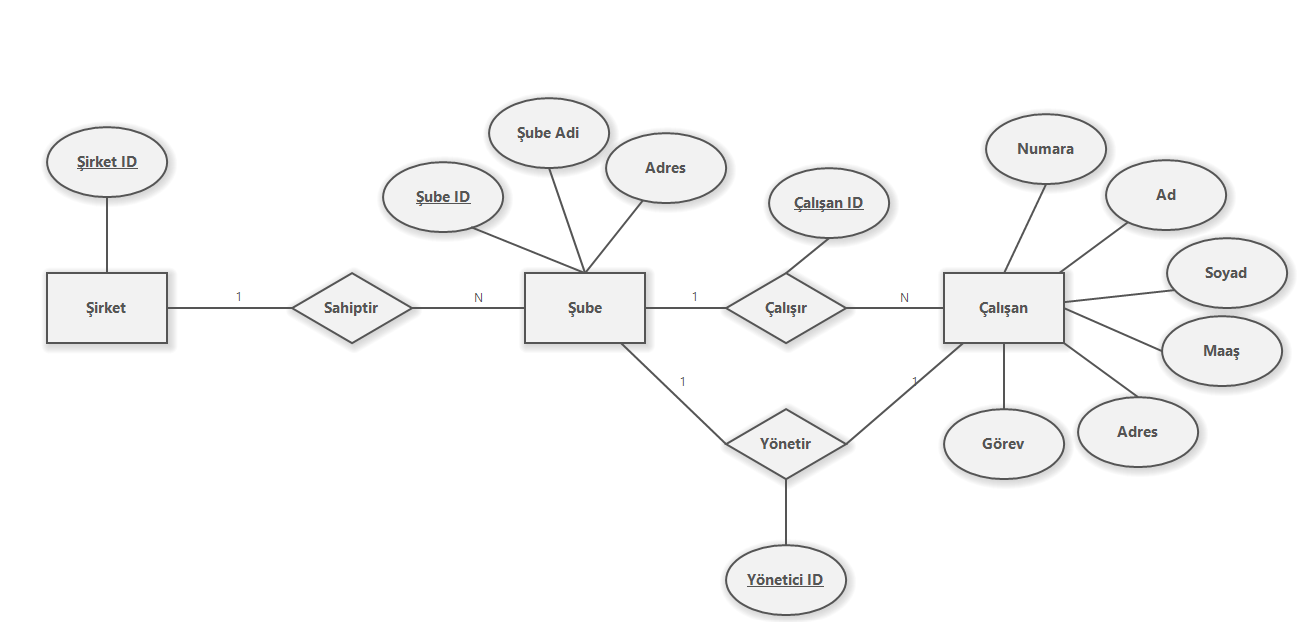 Şube Adi
Numara
Şirket ID
Adres
Şube ID
Ad
Çalışan ID
Soyad
Şirket
1
Sahiptir
N
Şube
1
Çalışır
N
Çalışan
Maaş
1
1
Adres
Yönetir
Görev
Yönetici ID